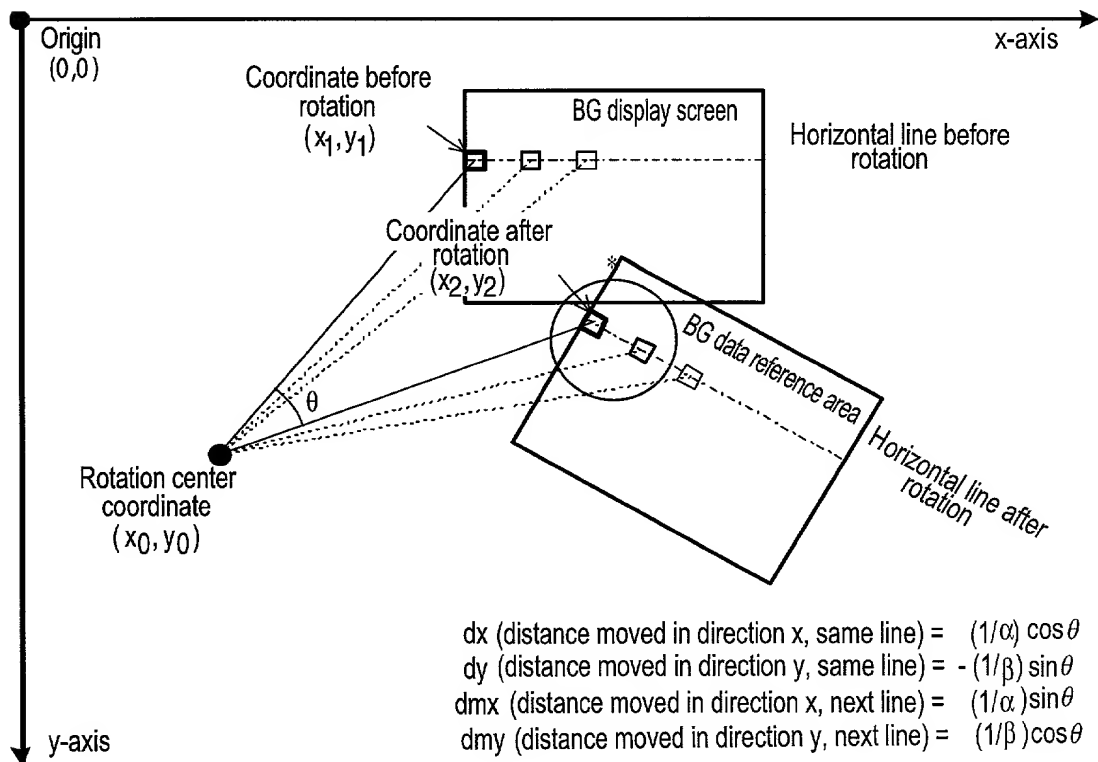 Origin
(0,0)
x-axis
Coordinate before
rotation
(x₁,y₁)
BG display screen
Horizontal line before
rotation
Coordinate after
rotation
(x₂,y₂)
※
BG data reference area
θ
Horizontal line after
rotation
Rotation center
coordinate
(x₀,y₀)
dx (distance moved in direction x, same line) = (1/α) cosθ
dy (distance moved in direction y, same line) = -(1/β) sinθ
dmx (distance moved in direction x, next line) = (1/α)sinθ
dmy (distance moved in direction y, next line) = (1/β)cosθ
y-axis